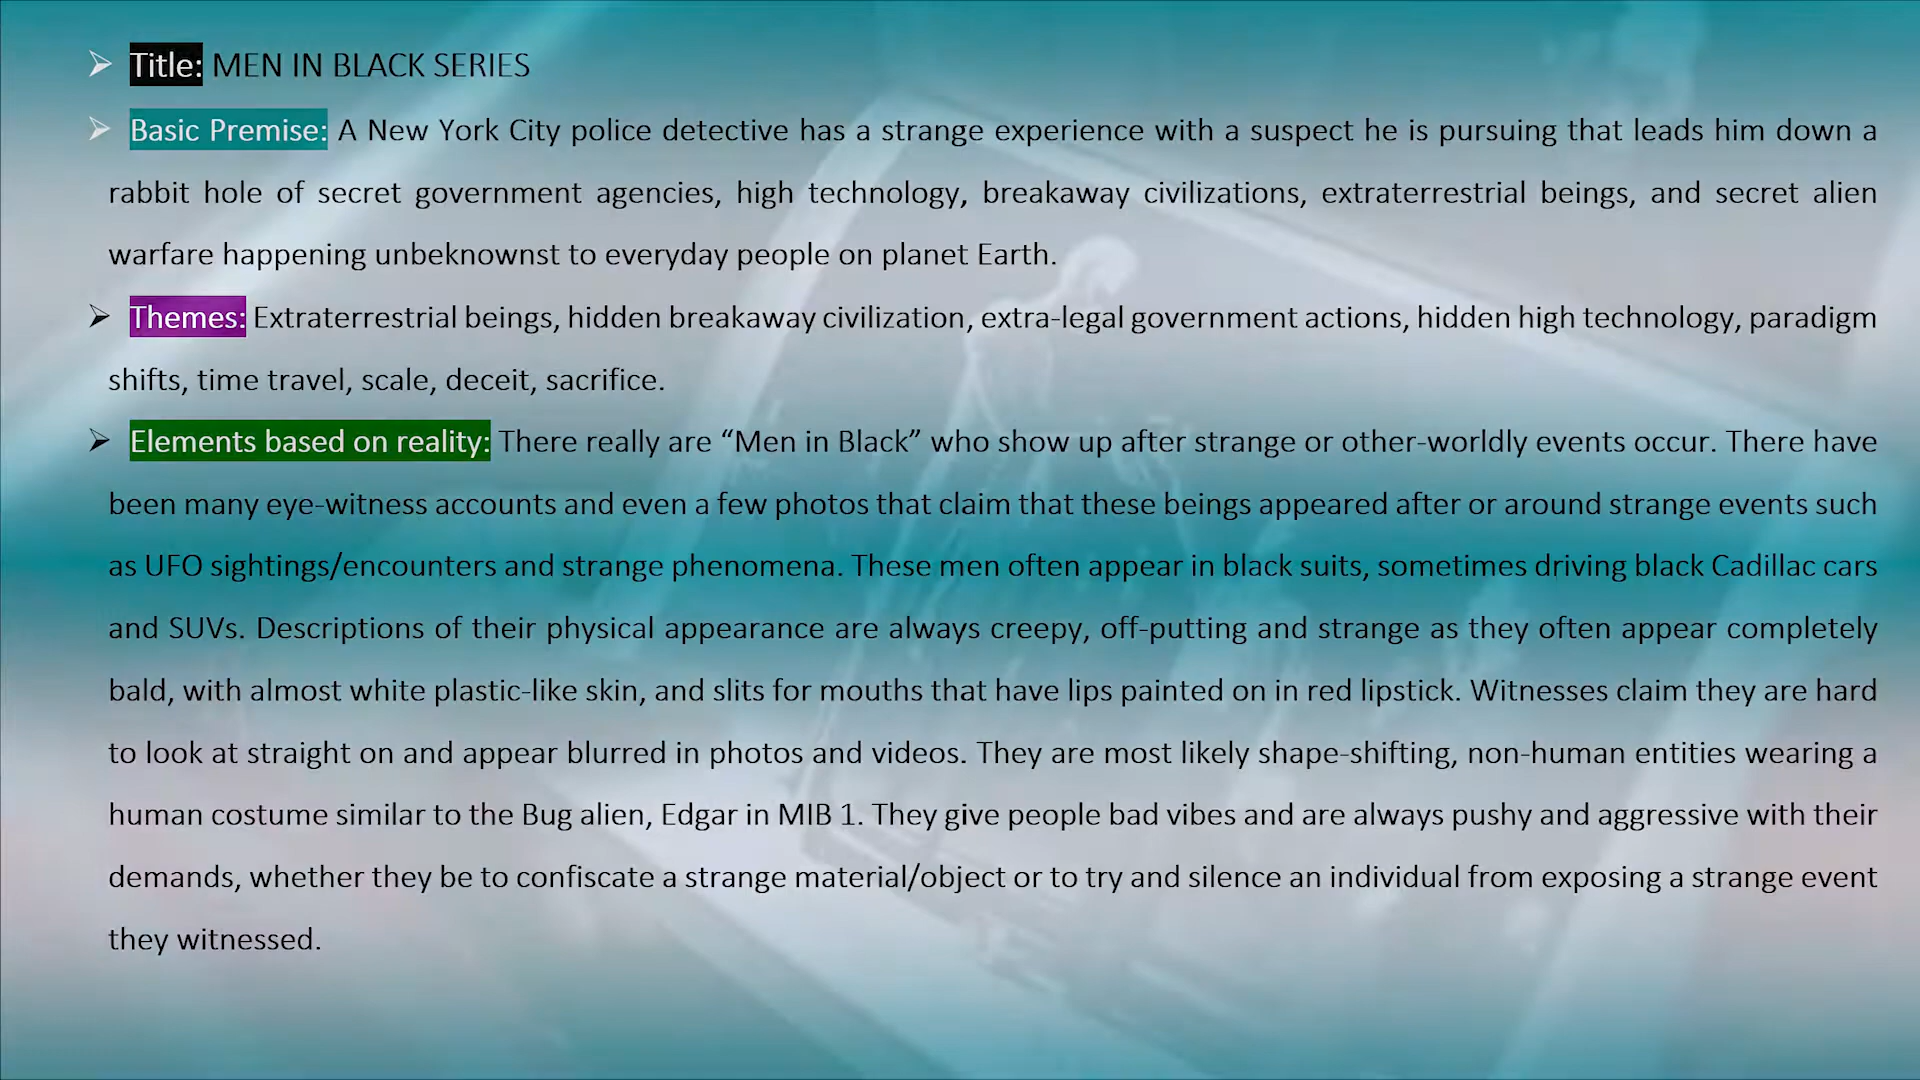 Title: MEN IN BLACK SERIES
Basic Premise: A New York City police detective has a strange experience with a suspect he is pursuing that leads him down a
rabbit hole of secret government agencies, high technology, breakaway civilizations, extraterrestrial beings, and secret alien
warfare happening unbeknownst to everyday people on planet Earth.
Themes: Extraterrestrial beings, hidden breakaway civilization, extra-legal government actions, hidden high technology, paradigm
shifts, time travel, scale, deceit, sacrifice.
Elements based on reality: There really are “Men in Black” who show up after strange or other-worldly events occur. There have
been many eye-witness accounts and even a few photos that claim that these beings appeared after or around strange events such
as UFO sightings/encounters and strange phenomena. These men often appear in black suits, sometimes driving black Cadillac cars
and SUVs. Descriptions of their physical appearance are always creepy, off-putting and strange as they often appear completely
bald, with almost white plastic-like skin, and slits for mouths that have lips painted on in red lipstick. Witnesses claim they are hard
to look at straight on and appear blurred in photos and videos. They are most likely shape-shifting, non-human entities wearing a
human costume similar to the Bug alien, Edgar in MIB 1. They give people bad vibes and are always pushy and aggressive with their
demands, whether they be to confiscate a strange material/object or to try and silence an individual from exposing a strange event
they witnessed.